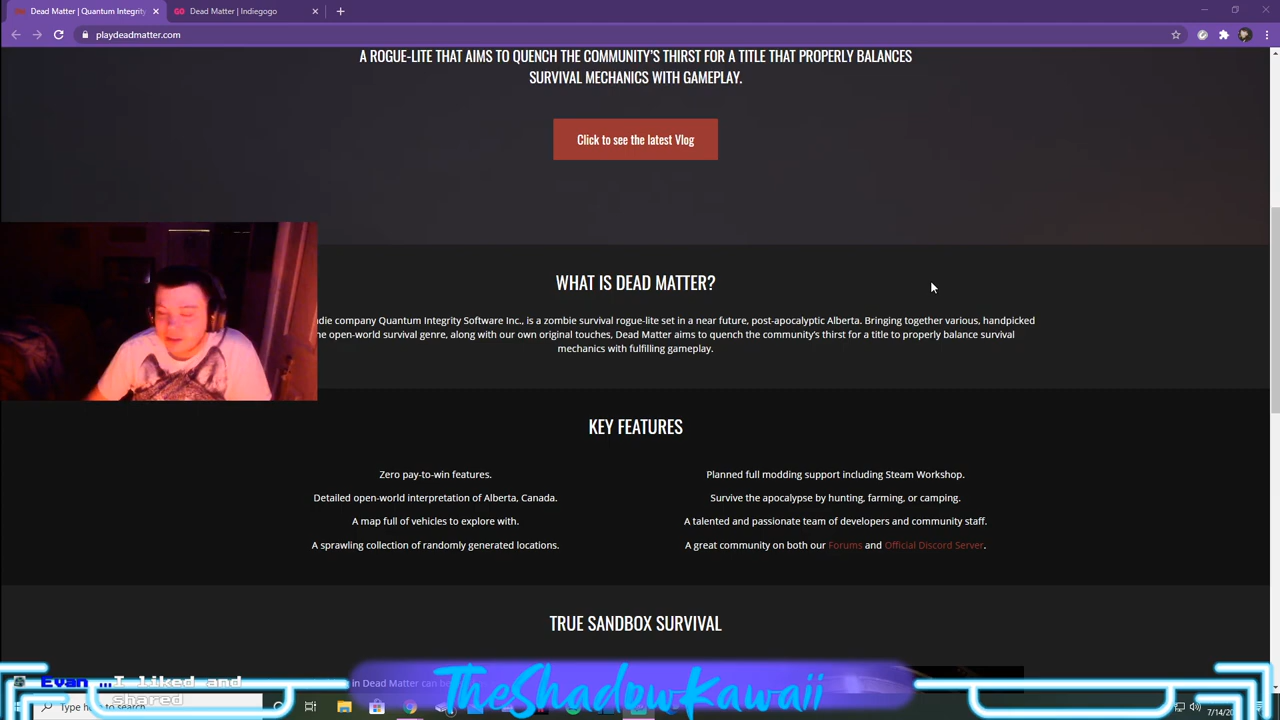 Dead Matter | Quantum Integrity
Dead Matter | Indiegogo
playdeadmatter.com
A ROGUE-LITE THAT AIMS TO QUENCH THE COMMUNITY'S THIRST FOR A TITLE THAT PROPERLY BALANCES
SURVIVAL MECHANICS WITH GAMEPLAY.
Click to see the latest Vlog
WHAT IS DEAD MATTER?
company Quantum Integrity Software Inc., is a zombie survival rogue-lite set in a near future, post-apocalyptic Alberta. Bringing together various, handpicked
open-world survival genre, along with our own original touches, Dead Matter aims to quench the community's thirst for a title to properly balance survival
mechanics with fulfilling gameplay.
KEY FEATURES
Zero pay-to-win features.
Detailed open-world interpretation of Alberta, Canada.
A map full of vehicles to explore with.
A sprawling collection of randomly generated locations.
Planned full modding support including Steam Workshop.
Survive the apocalypse by hunting, farming, or camping.
A talented and passionate team of developers and community staff.
A great community on both our Forums and Official Discord Server.
TRUE SANDBOX SURVIVAL
in Dead Matter can
Evan ...I liked and
shared
TheShadowKawaii
Type here to search
7/14/20